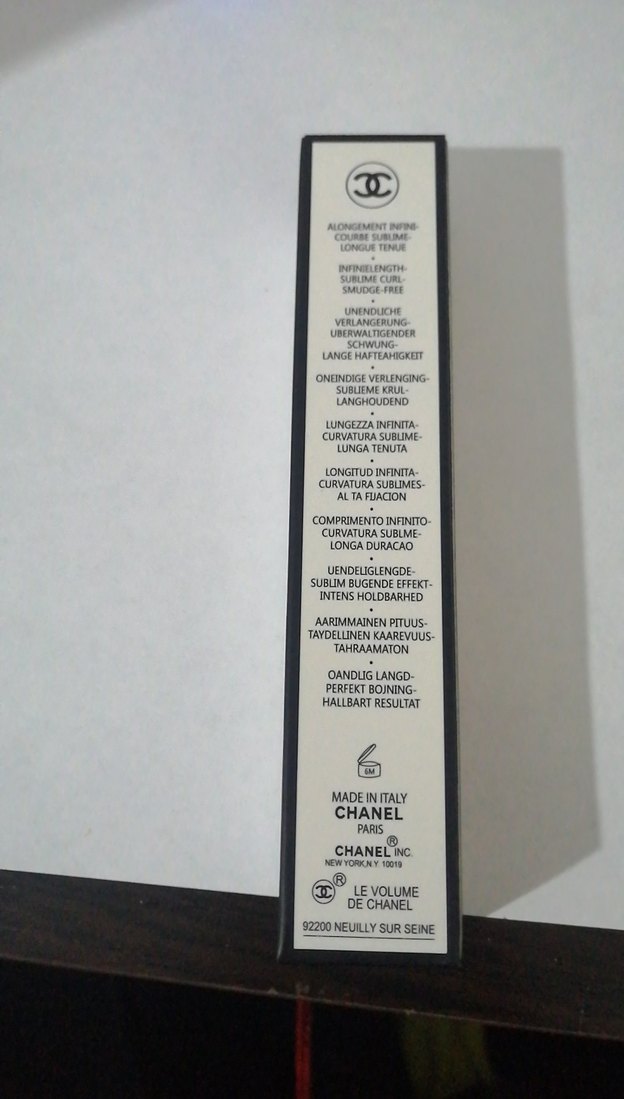 ALONGEMENT INFINI-
COURBE SUBLIME-
LONGUE TENUE
•
INFINIELENGTH-
SUBLIME CURL-
SMUDGE-FREE
•
UNENDLICHE
VERLANGERUNG-
UBERWALTIGENDER
SCHWUNG-
LANGE HAFTEAHIGKEIT
•
ONEINDIGE VERLENGING-
SUBLIEME KRUL-
LANGHOUDEND
•
LUNGEZZA INFINITA-
CURVATURA SUBLIME-
LUNGA TENUTA
•
LONGITUD INFINITA-
CURVATURA SUBLIMES-
AL TA FIJACION
•
COMPRIMENTO INFINITO-
CURVATURA SUBLME-
LONGA DURACAO
•
UENDELIGLENGDE-
SUBLIM BUGENDE EFFEKT-
INTENS HOLDBARHED
•
AARIMMAINEN PITUUS-
TAYDELLINEN KAAREVUUS-
TAHRAAMATON
•
OANDLIG LANGD-
PERFEKT BOJNING-
HALLBART RESULTAT
6M
MADE IN ITALY
CHANEL
PARIS
CHANEL® INC.
NEW YORK,N.Y 10019
® LE VOLUME
DE CHANEL
92200 NEUILLY SUR SEINE